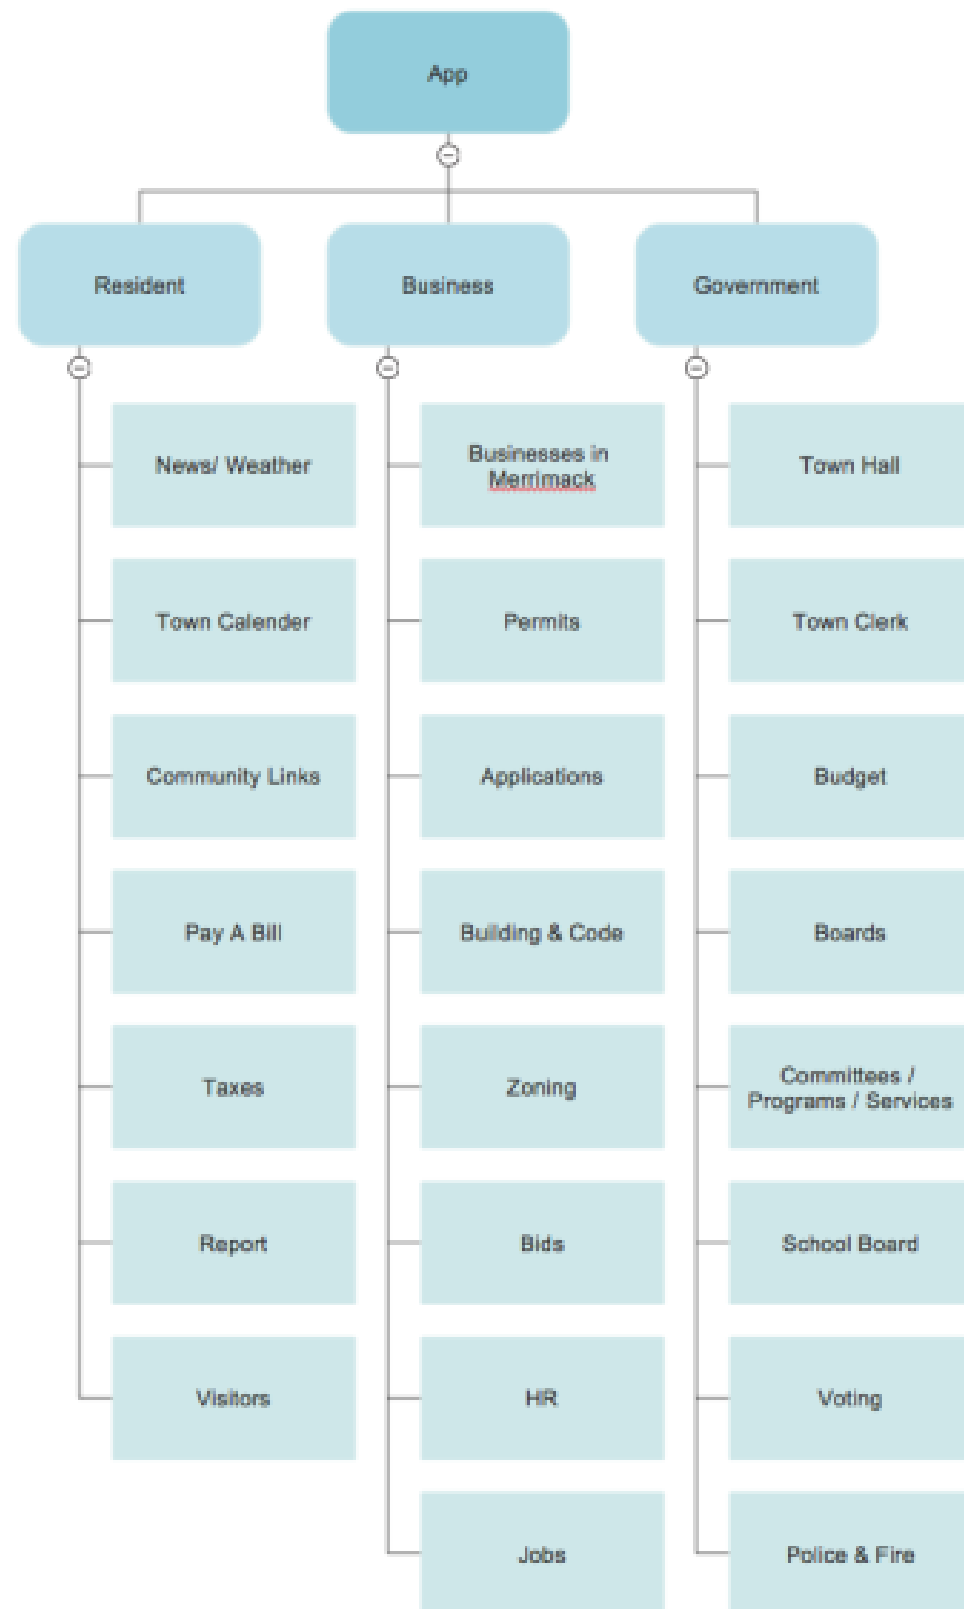 App
Resident
Business
Government
News/ Weather
Town Calender
Community Links
Pay A Bill
Taxes
Report
Visitors
Businesses in
Merrimack
Permits
Applications
Building & Code
Zoning
Bids
HR
Jobs
Town Hall
Town Clerk
Budget
Boards
Committees /
Programs / Services
School Board
Voting
Police & Fire